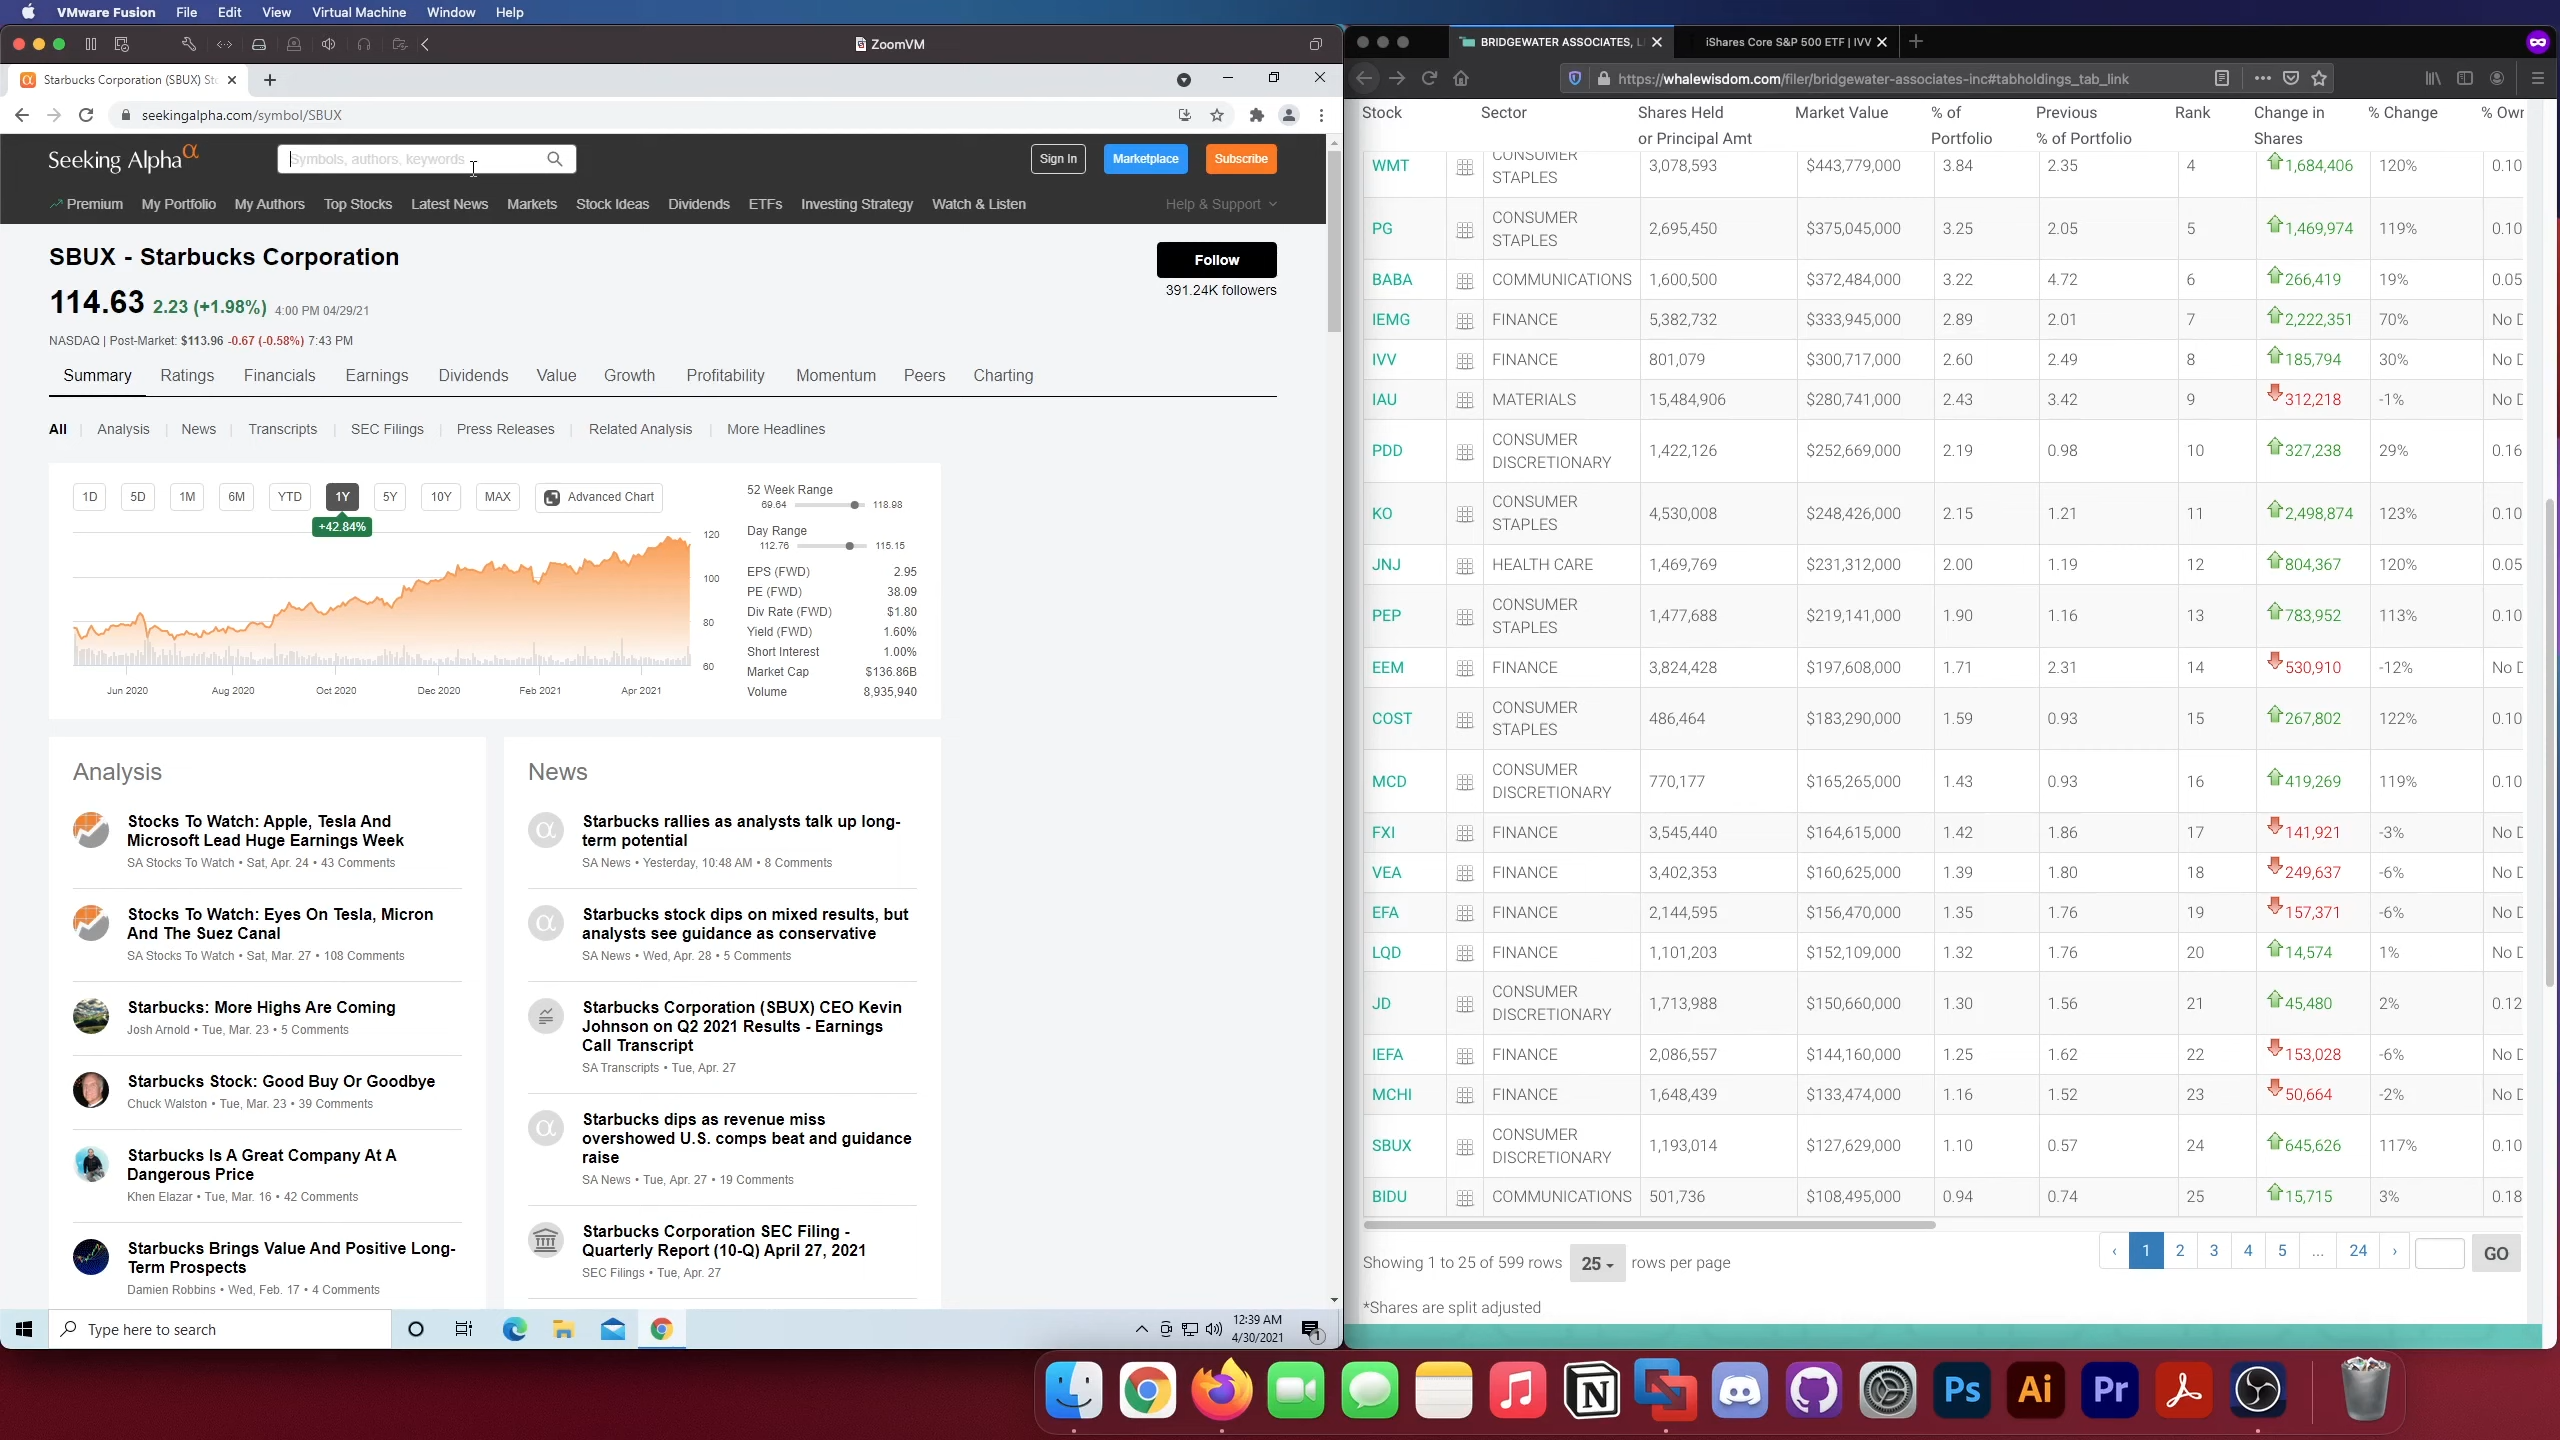 VMware Fusion File Edit View Virtual Machine Window Help
ZoomVM
Starbucks Corporation (SBUX) Sto
seekingalpha.com/symbol/SBUX
Seeking Alpha α
Symbols, authors, keywords
Sign In Marketplace Subscribe
Premium My Portfolio My Authors Top Stocks Latest News Markets Stock Ideas Dividends ETFs Investing Strategy Watch & Listen Help & Support
SBUX - Starbucks Corporation
Follow
391.24K followers
114.63 2.23 (+1.98%) 4:00 PM 04/29/21
NASDAQ | Post-Market: $113.96 -0.67 (-0.58%) 7:43 PM
Summary Ratings Financials Earnings Dividends Value Growth Profitability Momentum Peers Charting
All Analysis News Transcripts SEC Filings Press Releases Related Analysis More Headlines
1D 5D 1M 6M YTD 1Y 5Y 10Y MAX Advanced Chart
+42.84%
120
100
80
60
Jun 2020 Aug 2020 Oct 2020 Dec 2020 Feb 2021 Apr 2021
52 Week Range
69.64 118.98
Day Range
112.76 115.15
EPS (FWD) 2.95
PE (FWD) 38.09
Div Rate (FWD) $1.80
Yield (FWD) 1.60%
Short Interest 1.00%
Market Cap $136.86B
Volume 8,935,940
Analysis
Stocks To Watch: Apple, Tesla And
Microsoft Lead Huge Earnings Week
SA Stocks To Watch • Sat, Apr. 24 • 43 Comments
Stocks To Watch: Eyes On Tesla, Micron
And The Suez Canal
SA Stocks To Watch • Sat, Mar. 27 • 108 Comments
Starbucks: More Highs Are Coming
Josh Arnold • Tue, Mar. 23 • 5 Comments
Starbucks Stock: Good Buy Or Goodbye
Chuck Walston • Tue, Mar. 23 • 39 Comments
Starbucks Is A Great Company At A
Dangerous Price
Khen Elazar • Tue, Mar. 16 • 42 Comments
Starbucks Brings Value And Positive Long-
Term Prospects
Damien Robbins • Wed, Feb. 17 • 4 Comments
News
Starbucks rallies as analysts talk up long-
term potential
SA News • Yesterday, 10:48 AM • 8 Comments
Starbucks stock dips on mixed results, but
analysts see guidance as conservative
SA News • Wed, Apr. 28 • 5 Comments
Starbucks Corporation (SBUX) CEO Kevin
Johnson on Q2 2021 Results - Earnings
Call Transcript
SA Transcripts • Tue, Apr. 27
Starbucks dips as revenue miss
overshowed U.S. comps beat and guidance
raise
SA News • Tue, Apr. 27 • 19 Comments
Starbucks Corporation SEC Filing -
Quarterly Report (10-Q) April 27, 2021
SEC Filings • Tue, Apr. 27
Type here to search
12:39 AM
4/30/2021
1
BRIDGEWATER ASSOCIATES, L
iShares Core S&P 500 ETF | IVV
https://whalewisdom.com/filer/bridgewater-associates-inc#tabholdings_tab_link
Stock Sector Shares Held Market Value % of Previous Rank Change in % Change % Own
or Principal Amt Portfolio % of Portfolio Shares
WMT CONSUMER STAPLES 3,078,593 $443,779,000 3.84 2.35 4 1,684,406 120% 0.10
PG CONSUMER STAPLES 2,695,450 $375,045,000 3.25 2.05 5 1,469,974 119% 0.10
BABA COMMUNICATIONS 1,600,500 $372,484,000 3.22 4.72 6 266,419 19% 0.05
IEMG FINANCE 5,382,732 $333,945,000 2.89 2.01 7 2,222,351 70% No D
IVV FINANCE 801,079 $300,717,000 2.60 2.49 8 185,794 30% No D
IAU MATERIALS 15,484,906 $280,741,000 2.43 3.42 9 312,218 -1% No D
PDD CONSUMER DISCRETIONARY 1,422,126 $252,669,000 2.19 0.98 10 327,238 29% 0.16
KO CONSUMER STAPLES 4,530,008 $248,426,000 2.15 1.21 11 2,498,874 123% 0.10
JNJ HEALTH CARE 1,469,769 $231,312,000 2.00 1.19 12 804,367 120% 0.05
PEP CONSUMER STAPLES 1,477,688 $219,141,000 1.90 1.16 13 783,952 113% 0.10
EEM FINANCE 3,824,428 $197,608,000 1.71 2.31 14 530,910 -12% No D
COST CONSUMER STAPLES 486,464 $183,290,000 1.59 0.93 15 267,802 122% 0.10
MCD CONSUMER DISCRETIONARY 770,177 $165,265,000 1.43 0.93 16 419,269 119% 0.10
FXI FINANCE 3,545,440 $164,615,000 1.42 1.86 17 141,921 -3% No D
VEA FINANCE 3,402,353 $160,625,000 1.39 1.80 18 249,637 -6% No D
EFA FINANCE 2,144,595 $156,470,000 1.35 1.76 19 157,371 -6% No D
LQD FINANCE 1,101,203 $152,109,000 1.32 1.76 20 14,574 1% No D
JD CONSUMER DISCRETIONARY 1,713,988 $150,660,000 1.30 1.56 21 45,480 2% 0.12
IEFA FINANCE 2,086,557 $144,160,000 1.25 1.62 22 153,028 -6% No D
MCHI FINANCE 1,648,439 $133,474,000 1.16 1.52 23 50,664 -2% No D
SBUX CONSUMER DISCRETIONARY 1,193,014 $127,629,000 1.10 0.57 24 645,626 117% 0.10
BIDU COMMUNICATIONS 501,736 $108,495,000 0.94 0.74 25 15,715 3% 0.18
Showing 1 to 25 of 599 rows 25 rows per page
‹ 1 2 3 4 5 ... 24 › GO
*Shares are split adjusted
Ps Ai Pr